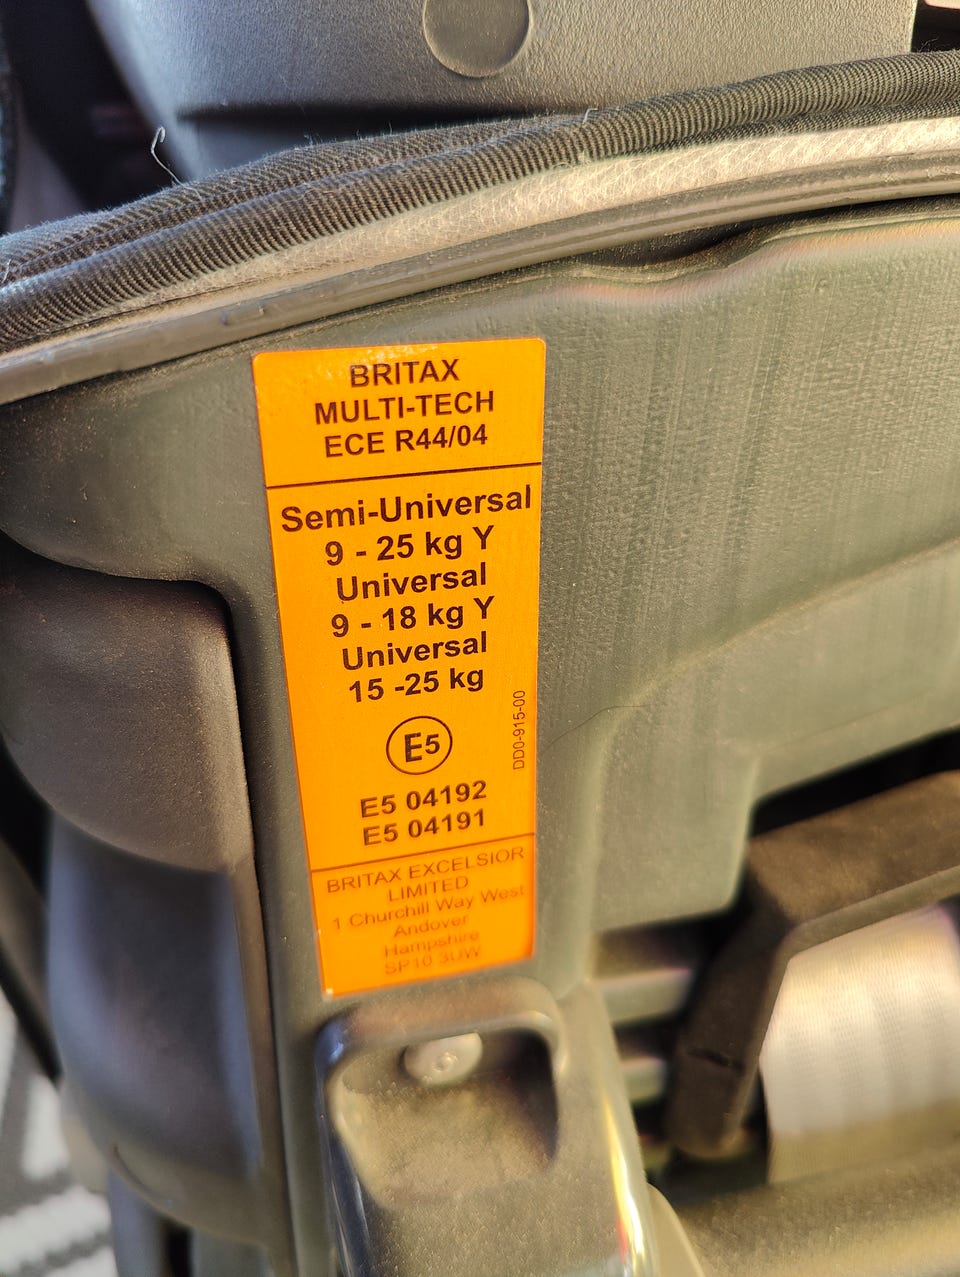 BRITAX
MULTI-TECH
ECE R44/04
Semi-Universal
9 - 25 kg Y
Universal
9 - 18 kg Y
Universal
15 -25 kg
E5
DD0-915-00
E5 04192
E5 04191
BRITAX EXCELSIOR
LIMITED
1 Churchill Way West
Andover
Hampshire
SP10 3UW